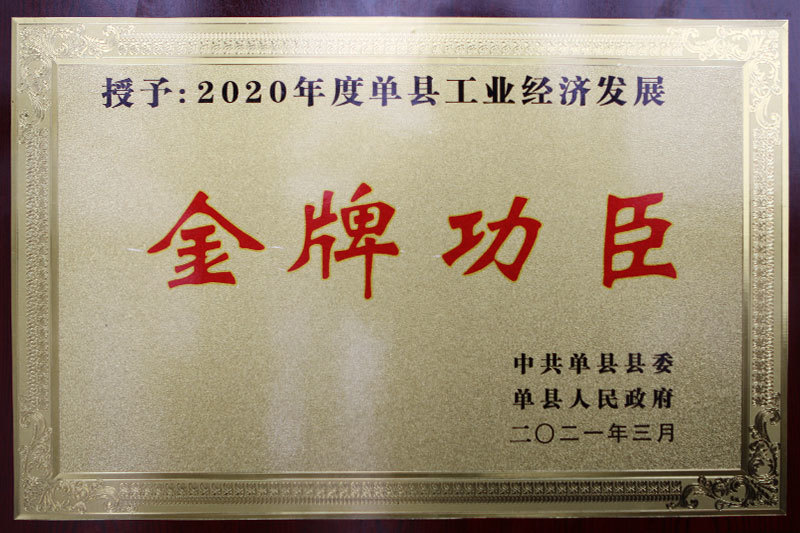 授予:2020年度单县工业经济发展
金牌功臣
中共单县县委
单县人民政府
二〇二一年三月